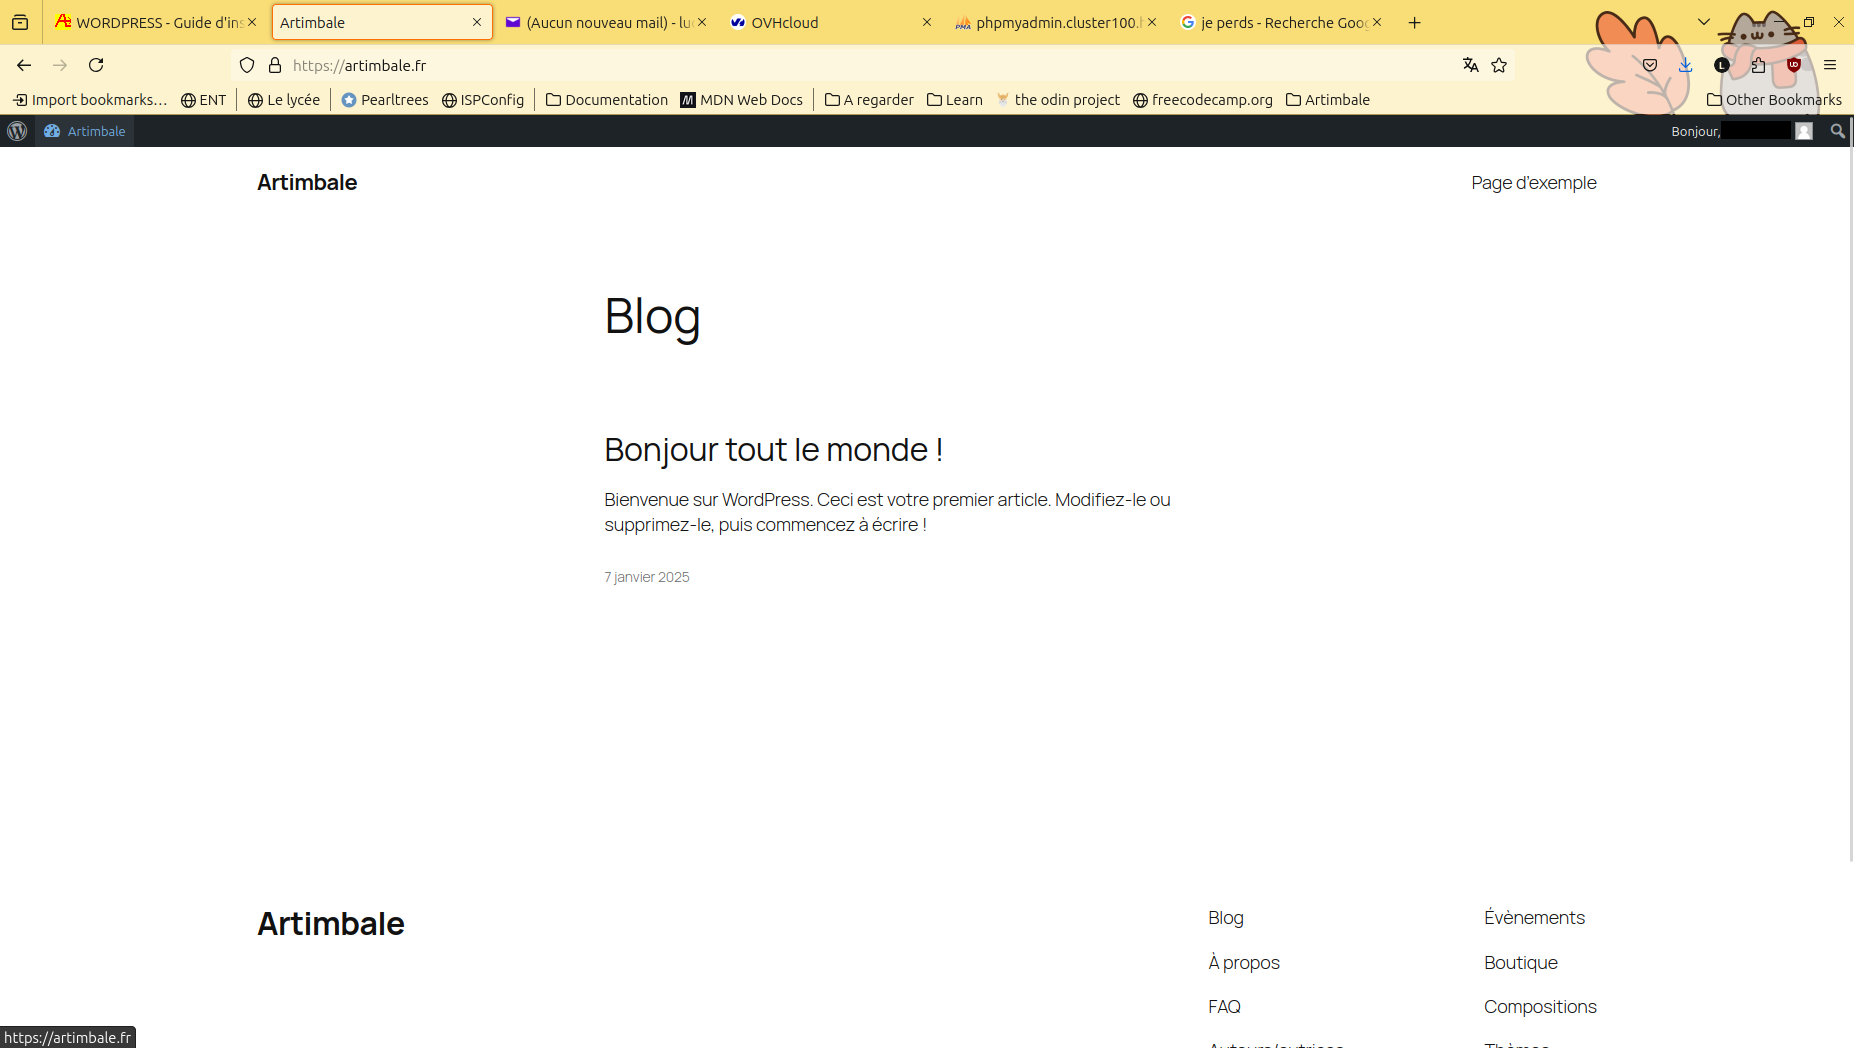 WORDPRESS - Guide d'ins
Artimbale
(Aucun nouveau mail) - luc
OVHcloud
phpmyadmin.cluster100.h
je perds - Recherche Goog
https://artimbale.fr
Import bookmarks...
ENT
Le lycée
Pearltrees
ISPConfig
Documentation
MDN Web Docs
A regarder
Learn
the odin project
freecodecamp.org
Artimbale
Other Bookmarks
Artimbale
Bonjour,
Artimbale
Page d'exemple
Blog
Bonjour tout le monde !
Bienvenue sur WordPress. Ceci est votre premier article. Modifiez-le ou
supprimez-le, puis commencez à écrire !
7 janvier 2025
Artimbale
Blog
Évènements
À propos
Boutique
FAQ
Compositions
Auteurs/autrices
Thèmes
https://artimbale.fr